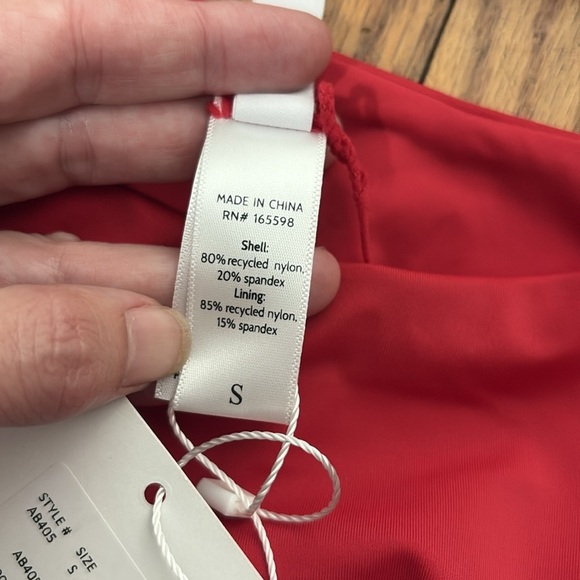 MADE IN CHINA
RN# 165598
Shell:
80% recycled nylon,
20% spandex
Lining:
85% recycled nylon,
15% spandex
S
STYLE # SIZE
AB405 S